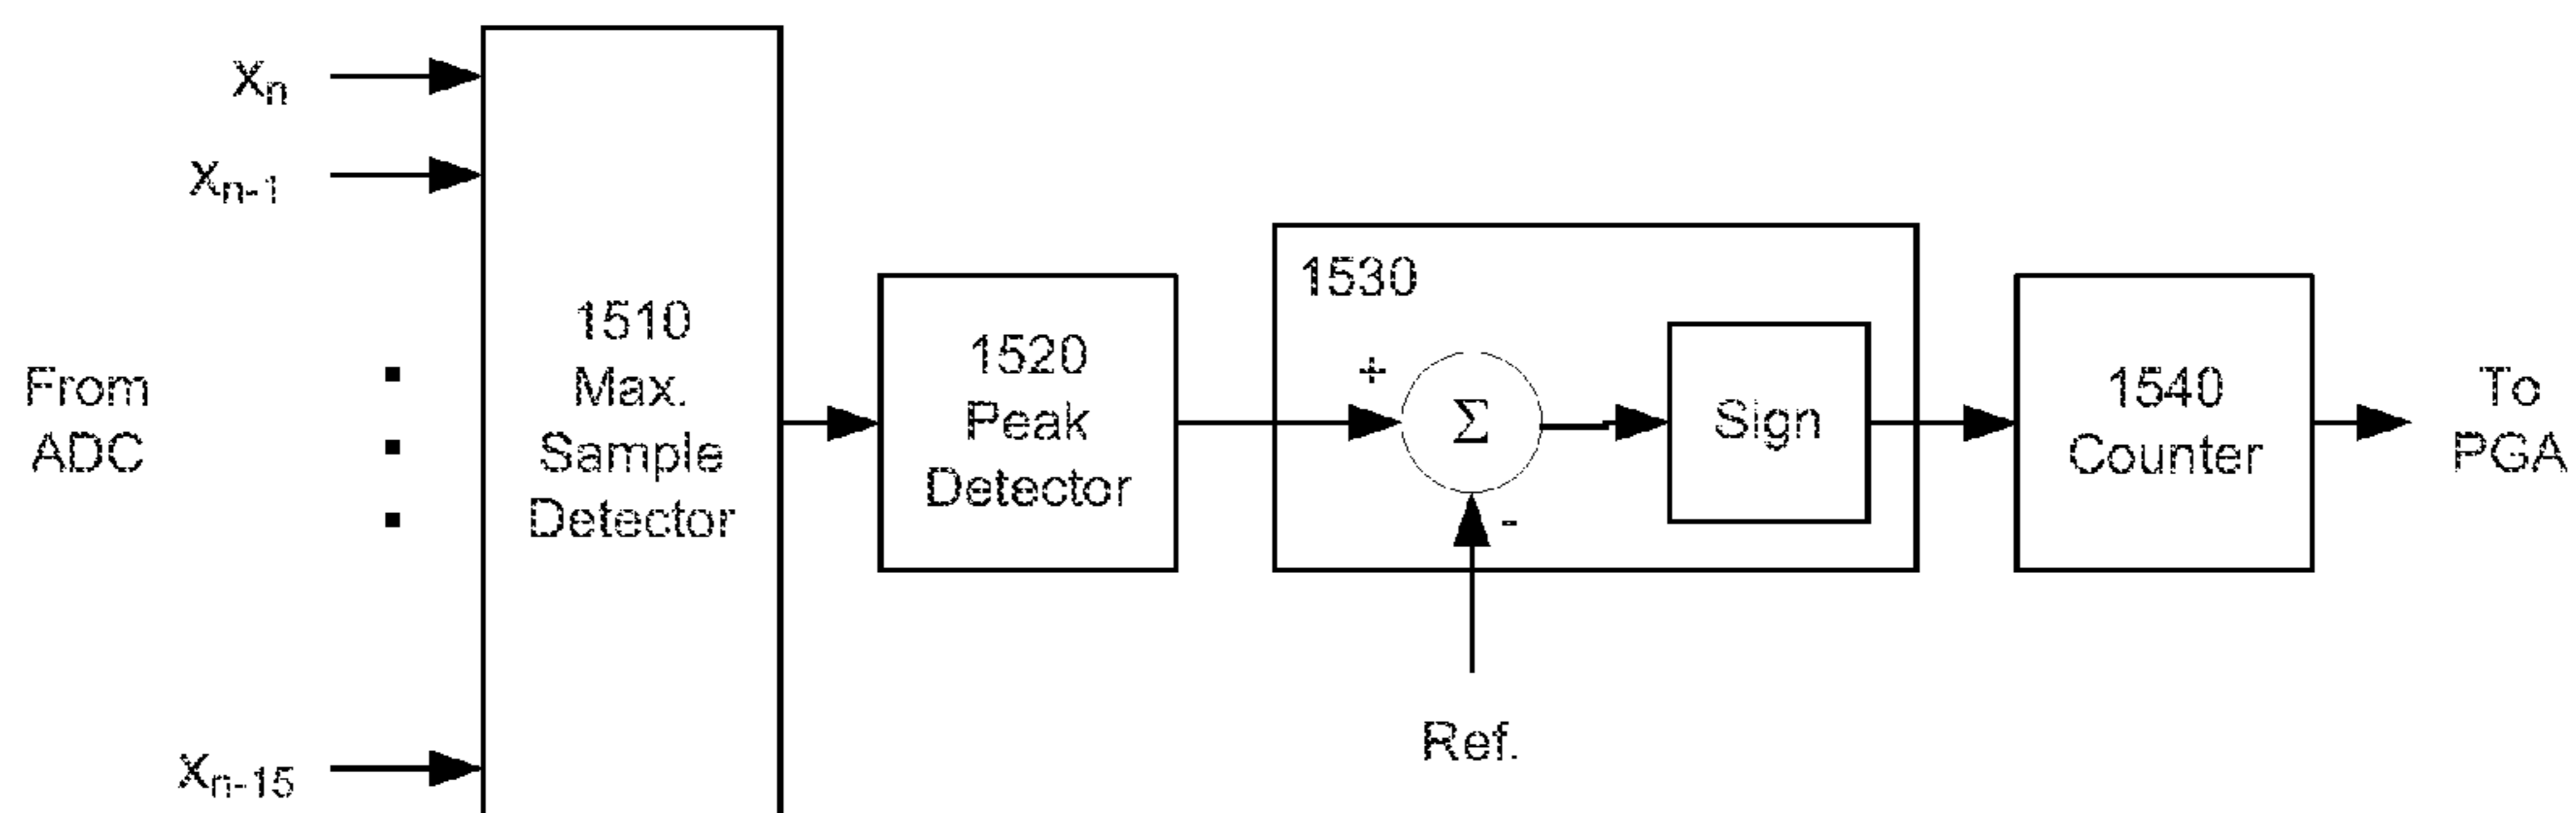 Xn
Xn-1
Xn-15
From
ADC
1510
Max.
Sample
Detector
1520
Peak
Detector
1530
+
Σ
-
Ref.
Sign
1540
Counter
To
PGA